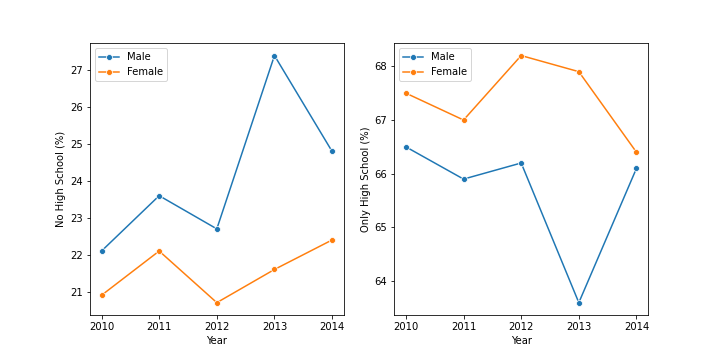 Male
Female
No High School (%)
27
26
25
24
23
22
21
2010 2011 2012 2013 2014
Year
Male
Female
Only High School (%)
68
67
66
65
64
2010 2011 2012 2013 2014
Year